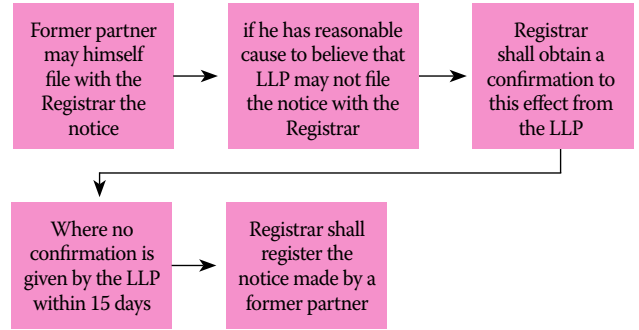 Former partner
may himself
file with the
Registrar the
notice
if he has reasonable
cause to believe that
LLP may not file
the notice with the
Registrar
Registrar
shall obtain a
confirmation to
this effect from
the LLP
Where no
confirmation is
given by the LLP
within 15 days
Registrar shall
register the
notice made by a
former partner